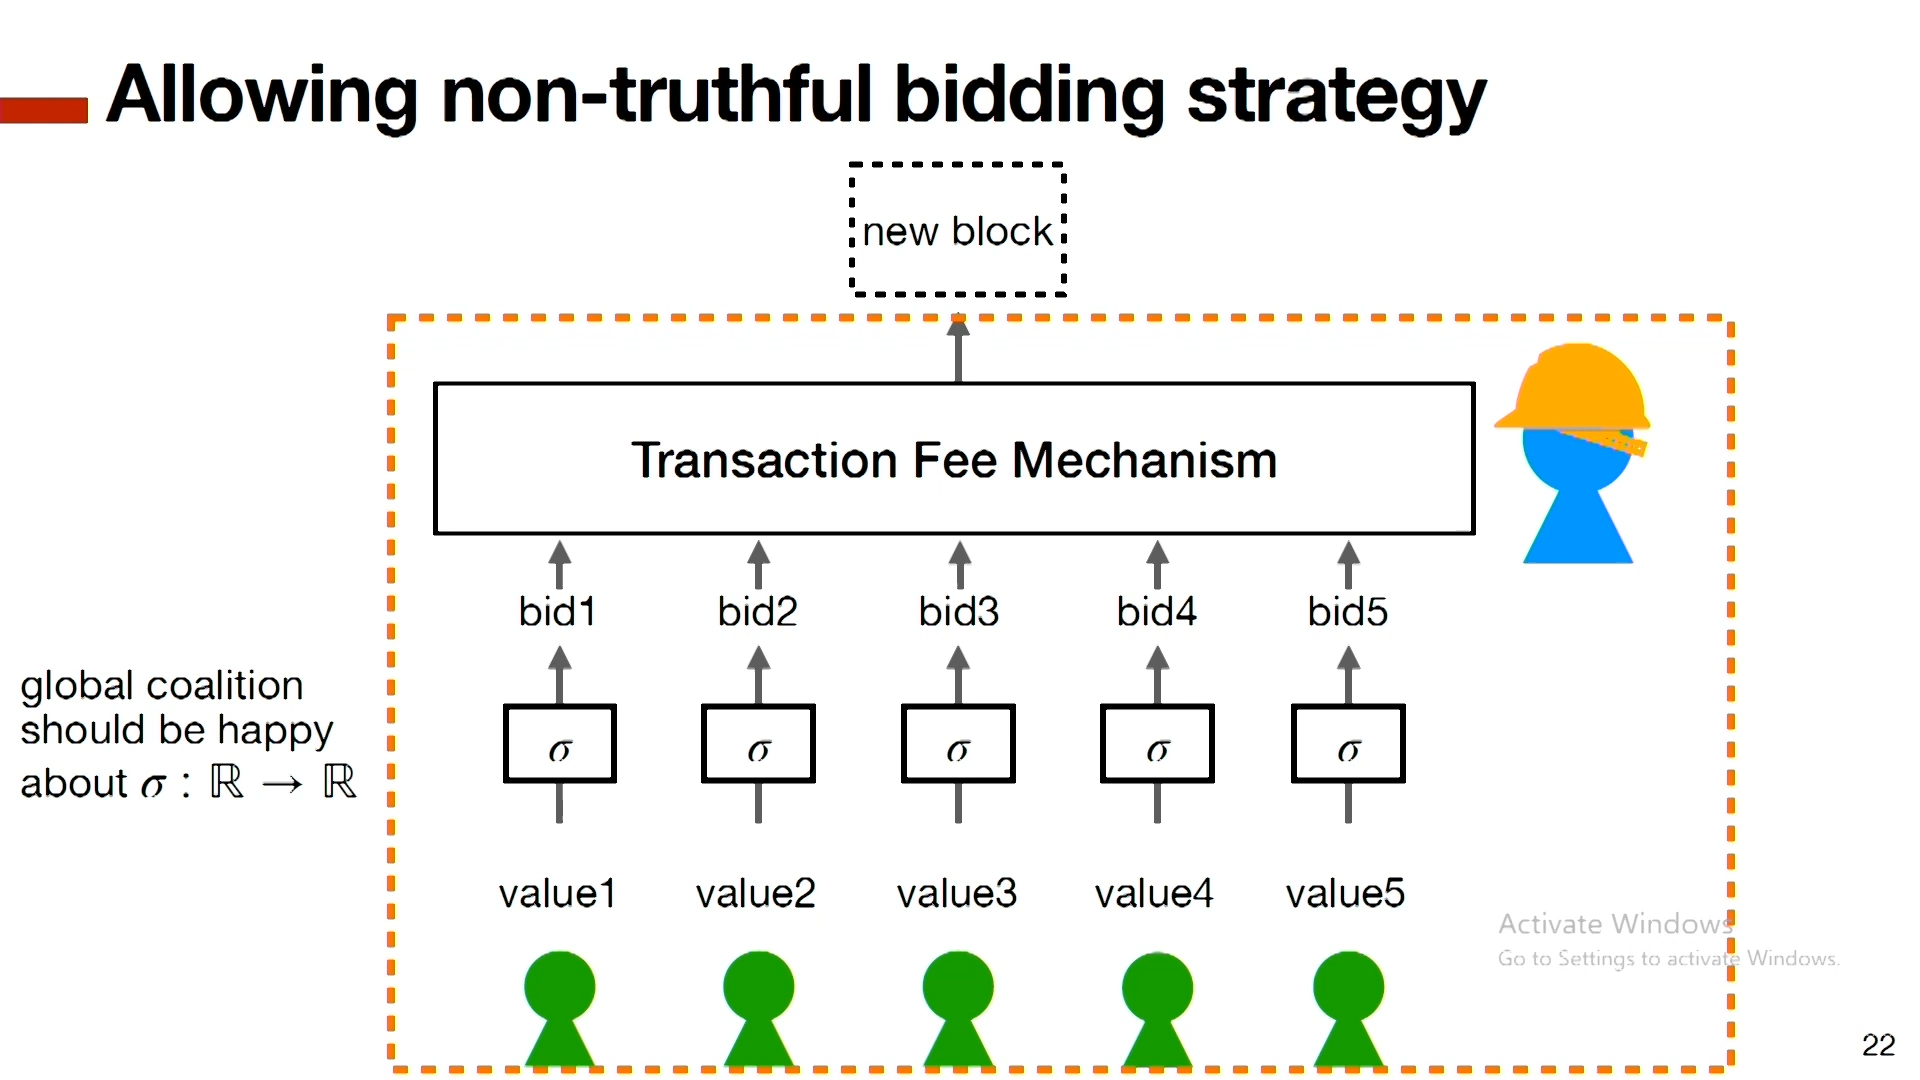 Allowing non-truthful bidding strategy
new block
Transaction Fee Mechanism
bid1 bid2 bid3 bid4 bid5
global coalition
should be happy
about σ : ℝ → ℝ
σ σ σ σ σ
value1 value2 value3 value4 value5
Activate Windows
Go to Settings to activate Windows.
22